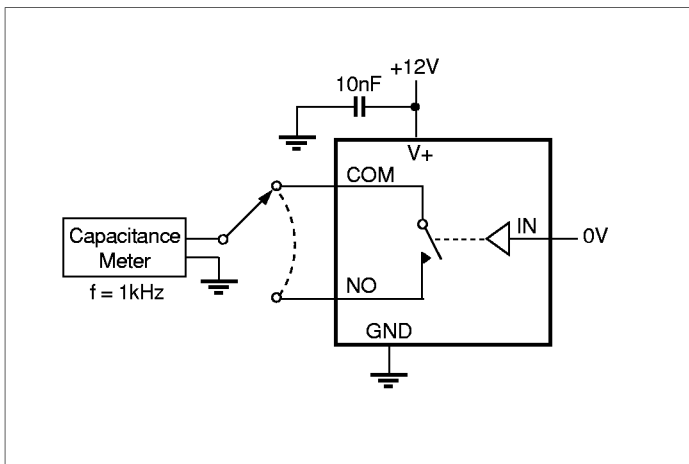 +12V
10nF
V+
COM
IN
0V
Capacitance
Meter
f = 1kHz
NO
GND